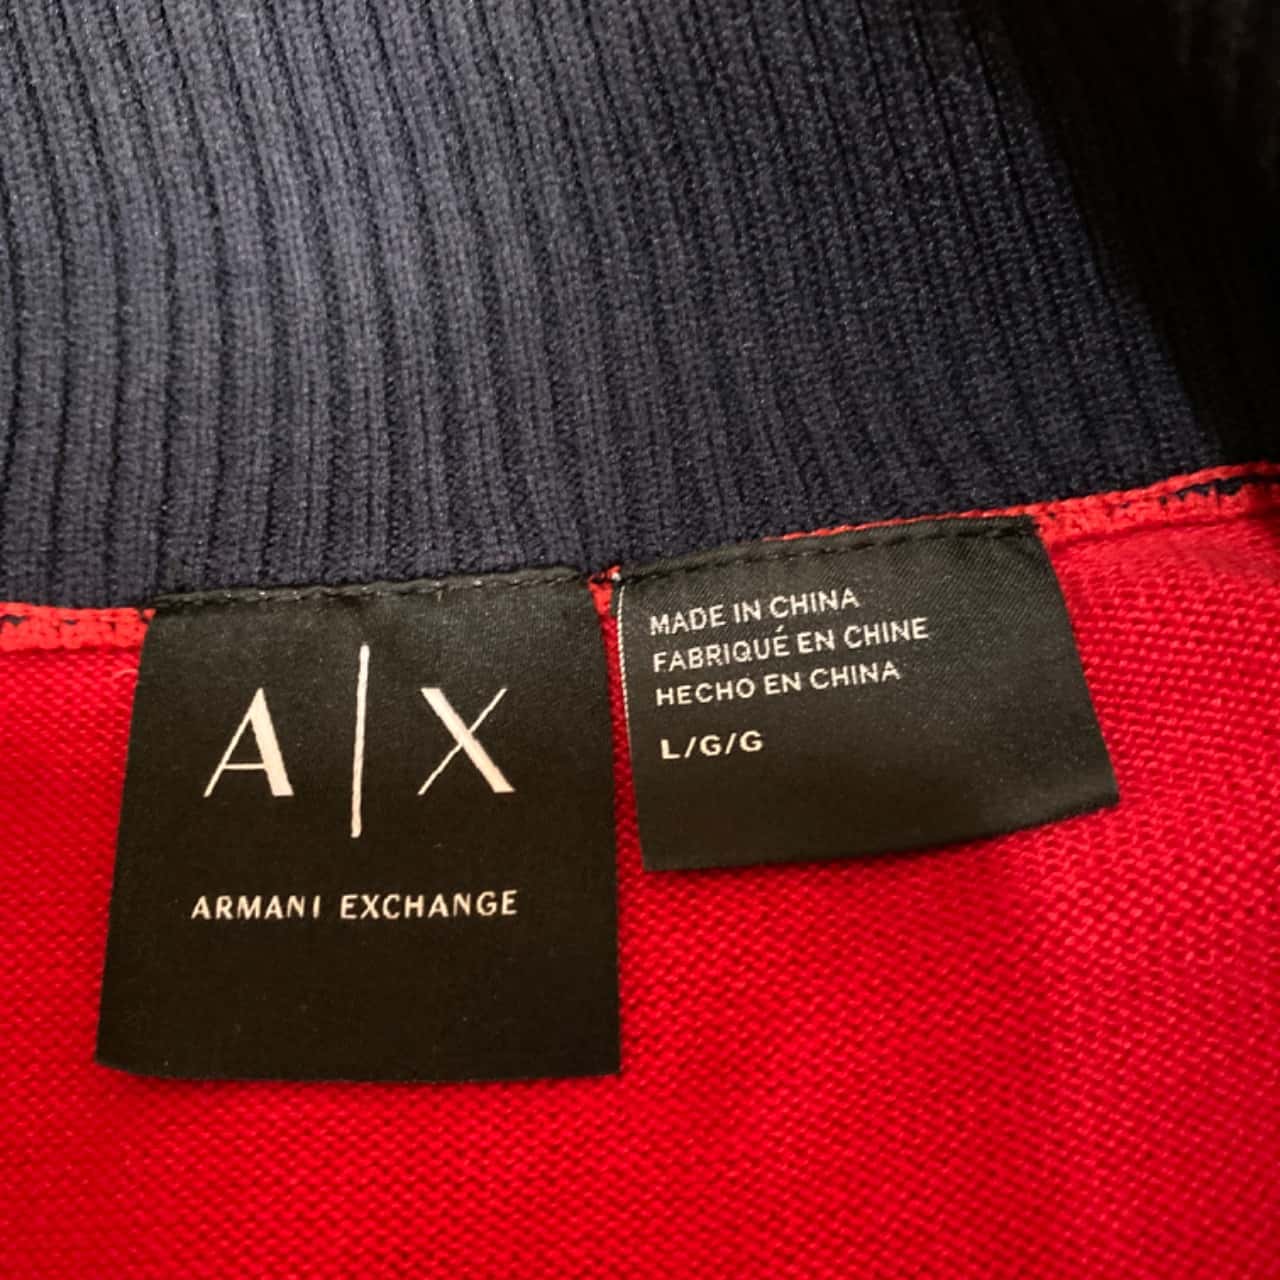 A|X
ARMANI EXCHANGE
MADE IN CHINA
FABRIQUÉ EN CHINE
HECHO EN CHINA
L/G/G